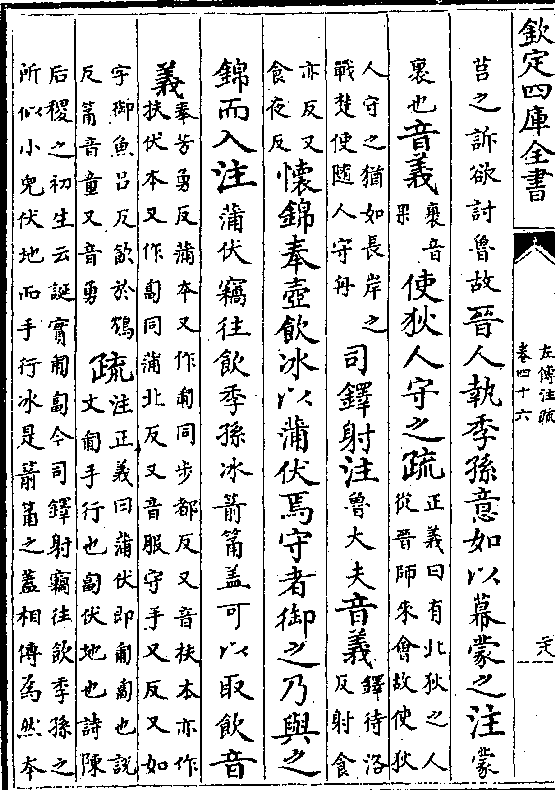 欽定四庫全書
左傳注疏
卷四十六
莒之訴欲討魯故晉人執季孫意如以幕蒙之注蒙
裹也音義裹音果使狄人守之疏正義曰有北狄之人從晉師來會故使狄
人守之猶如長岸之戰楚使隨人守舟司鐸射注魯大夫音義鐸待洛反射食
亦反又食夜反懷錦奉壺飲冰以蒲伏焉守者御之乃與之
錦而入注蒲伏竊往飲季孫冰箭筩蓋可以取飲音
義奉芳勇反蒲本又作匍同步都反又音扶本亦作扶伏本又作匐同蒲北反又音服守手又反又如
字御魚呂反飲於鴆反筩音童又音勇疏注正義曰蒲伏即匍匐也說文匍手行也匐伏地也詩陳
后稷之初生云誕實匍匐今司鐸射竊往飲季孫之
所似小兒伏地而手行冰是箭筩之蓋相傳為然本